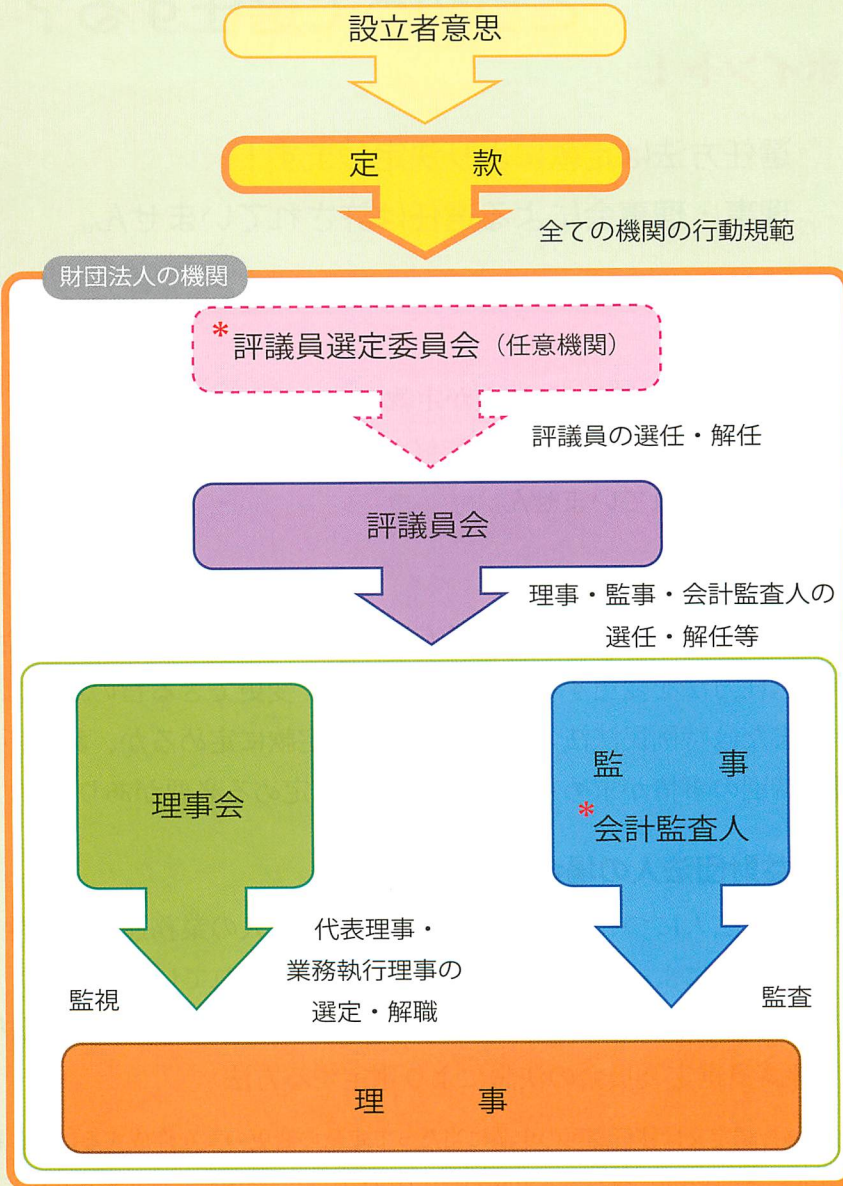 設立者意思
定　　款
全ての機関の行動規範
財団法人の機関
*評議員選定委員会（任意機関）
評議員の選任・解任
評議員会
理事・監事・会計監査人の
選任・解任等
理事会
監　　事
*会計監査人
代表理事・
業務執行理事の
選定・解職
監視
監査
理　　事